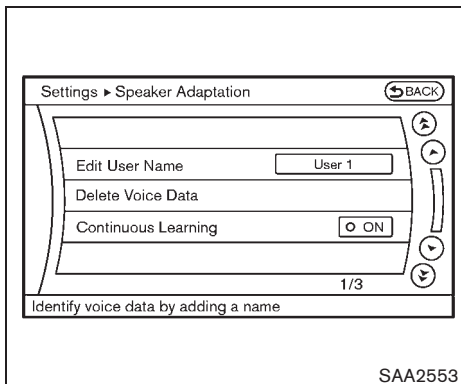 Settings ▸ Speaker Adaptation BACK
Edit User Name User 1
Delete Voice Data
Continuous Learning ON
1/3
Identify voice data by adding a name
SAA2553